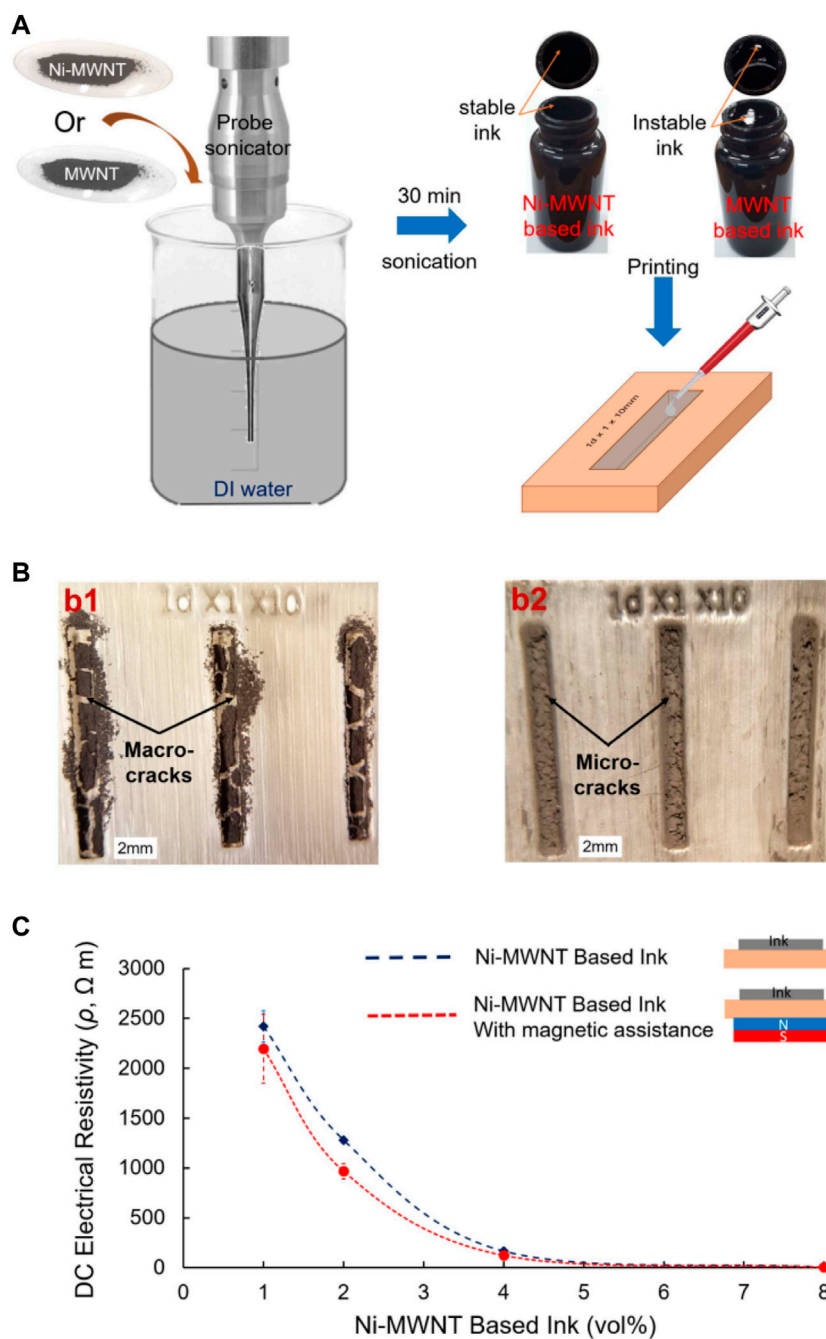 A
Ni-MWNT
Or
MWNT
Probe
sonicator
DI water
30 min
sonication
stable
ink
Instable
ink
Ni-MWNT
based ink
MWNT
based ink
Printing
1d x 1 x 10mm
B
b1
1d X1 X10
Macro-
cracks
2mm
b2
1d X1 X10
Micro-
cracks
2mm
C
Ni-MWNT Based Ink
Ink
Ni-MWNT Based Ink
With magnetic assistance
Ink
N
S
DC Electrical Resistivity (ρ, Ω m)
3000
2500
2000
1500
1000
500
0
0 1 2 3 4 5 6 7 8
Ni-MWNT Based Ink (vol%)